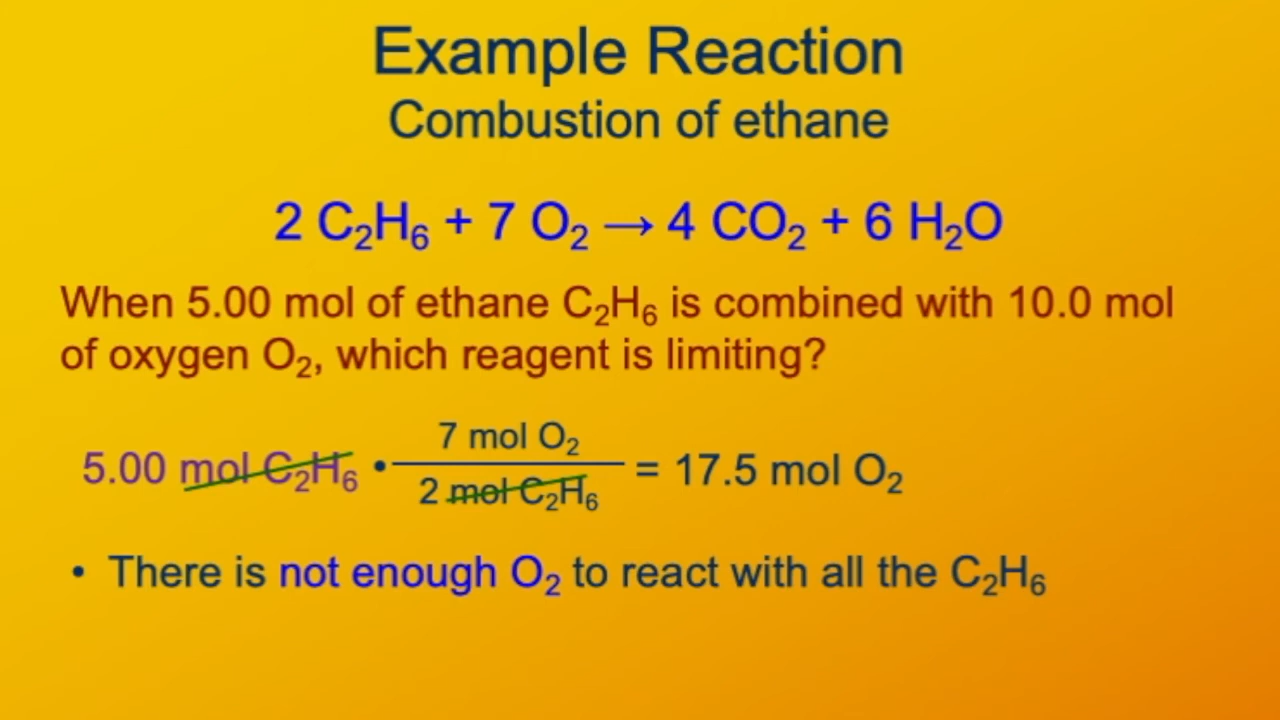 Example Reaction
Combustion of ethane
2 C₂H₆ + 7 O₂ → 4 CO₂ + 6 H₂O
When 5.00 mol of ethane C₂H₆ is combined with 10.0 mol
of oxygen O₂, which reagent is limiting?
7 mol O₂
5.00 mol C₂H₆ • = 17.5 mol O₂
2 mol C₂H₆
• There is not enough O₂ to react with all the C₂H₆